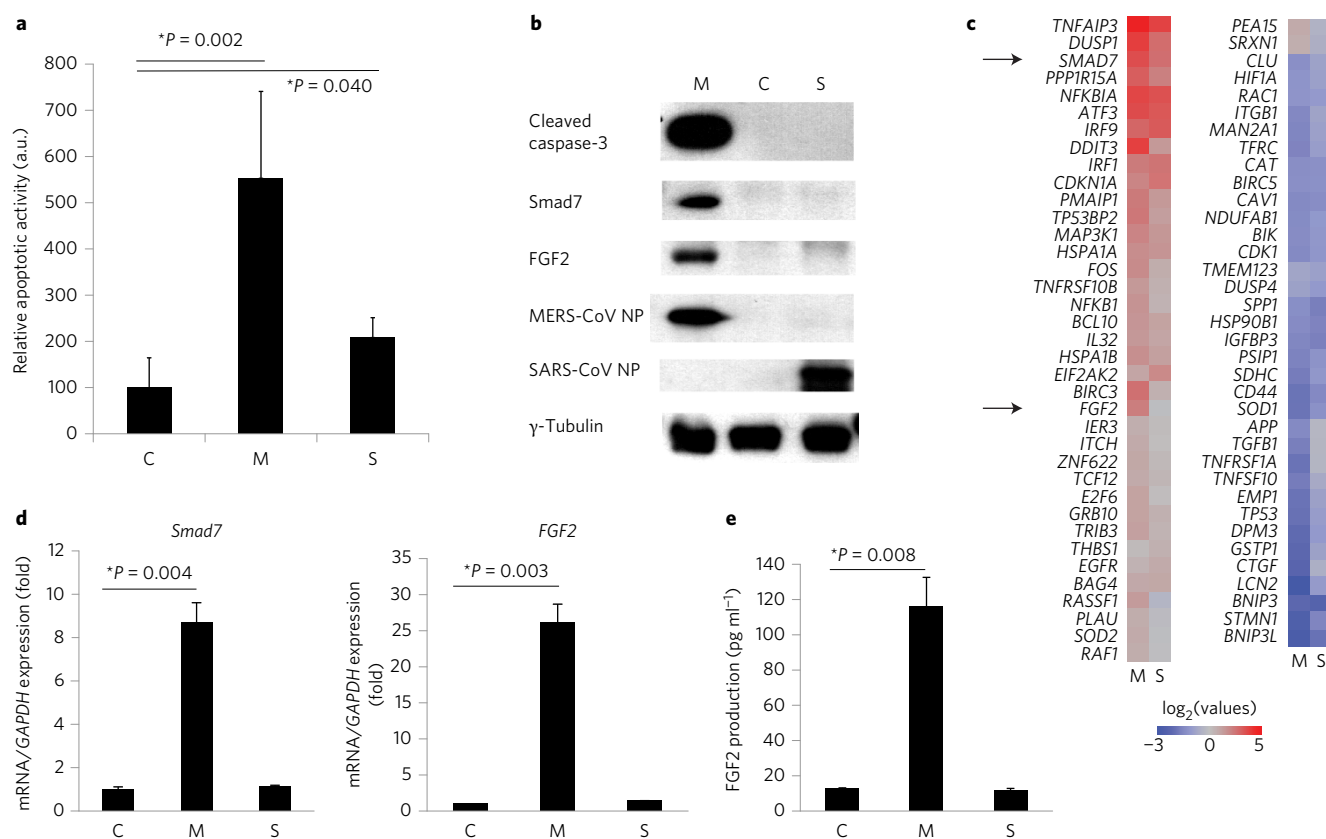 a
*P = 0.002
*P = 0.040
Relative apoptotic activity (a.u.)
800
700
600
500
400
300
200
100
0
C
M
S
b
M
C
S
Cleaved
caspase-3
Smad7
FGF2
MERS-CoV NP
SARS-CoV NP
γ-Tubulin
c
TNFAIP3
DUSP1
SMAD7
PPP1R15A
NFKBIA
ATF3
IRF9
DDIT3
IRF1
CDKN1A
PMAIP1
TP53BP2
MAP3K1
HSPA1A
FOS
TNFRSF10B
NFKB1
BCL10
IL32
HSPA1B
EIF2AK2
BIRC3
FGF2
IER3
ITCH
ZNF622
TCF12
E2F6
GRB10
TRIB3
THBS1
EGFR
BAG4
RASSF1
PLAU
SOD2
RAF1
M S
PEA15
SRXN1
CLU
HIF1A
RAC1
ITGB1
MAN2A1
TFRC
CAT
BIRC5
CAV1
NDUFAB1
BIK
CDK1
TMEM123
DUSP4
SPP1
HSP90B1
IGFBP3
PSIP1
SDHC
CD44
SOD1
APP
TGFB1
TNFRSF1A
TNFSF10
EMP1
TP53
DPM3
GSTP1
CTGF
LCN2
BNIP3
STMN1
BNIP3L
M S
log2(values)
−3 0 5
d
Smad7
*P = 0.004
mRNA/GAPDH expression (fold)
12
10
8
6
4
2
0
C
M
S
FGF2
*P = 0.003
mRNA/GAPDH expression
(fold)
35
30
25
20
15
10
5
0
C
M
S
e
*P = 0.008
FGF2 production (pg ml−1)
140
120
100
80
60
40
20
0
C
M
S